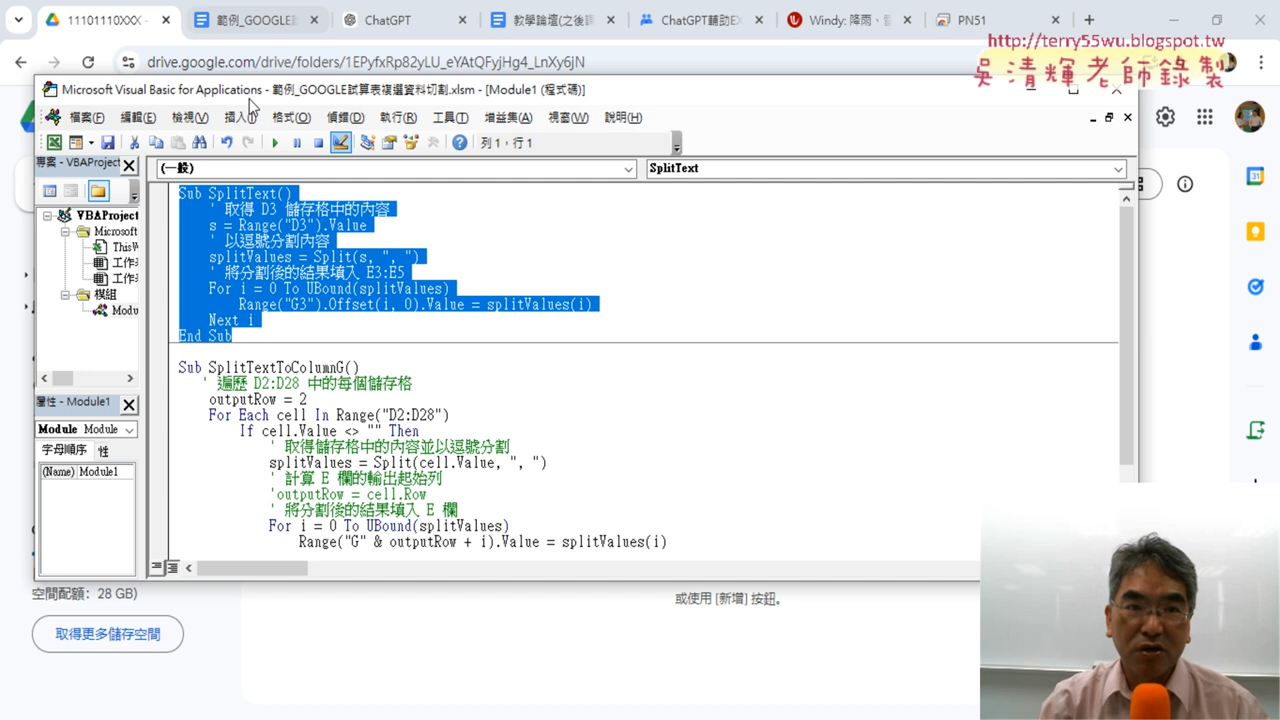 11101110XXX -
範例_GOOGLE
ChatGPT
教學論壇(之後
ChatGPT輔助EX
Windy: 降雨、
PN51
drive.google.com/drive/folders/1EPyfxRp82yLU_eYAtQFyjHg4_LnXy6jN
http://terry55wu.blogspot.tw
吳清輝老師錄製
Microsoft Visual Basic for Applications - 範例_GOOGLE試算表複選資料切割.xlsm - [Module1 (程式碼)]
檔案(F) 編輯(E) 檢視(V) 插入(I) 格式(O) 偵錯(D) 執行(R) 工具(T) 增益集(A) 視窗(W) 說明(H)
列 1，行 1
專案 - VBAProject
(一般)
SplitText
VBAProject
Microsoft
ThisW
工作
工作
模組
Modu
屬性 - Module1
Module Module
字母順序
性
(Name) Module1
Sub SplitText()
' 取得 D3 儲存格中的內容
s = Range("D3").Value
' 以逗號分割內容
splitValues = Split(s, ", ")
' 將分割後的結果填入 E3:E5
For i = 0 To UBound(splitValues)
Range("G3").Offset(i, 0).Value = splitValues(i)
Next i
End Sub
Sub SplitTextToColumnG()
' 遍歷 D2:D28 中的每個儲存格
outputRow = 2
For Each cell In Range("D2:D28")
If cell.Value <> "" Then
' 取得儲存格中的內容並以逗號分割
splitValues = Split(cell.Value, ", ")
' 計算 E 欄的輸出起始列
'outputRow = cell.Row
' 將分割後的結果填入 E 欄
For i = 0 To UBound(splitValues)
Range("G" & outputRow + i).Value = splitValues(i)
空間配額：28 GB)
取得更多儲存空間
或使用 [新增] 按鈕。
31